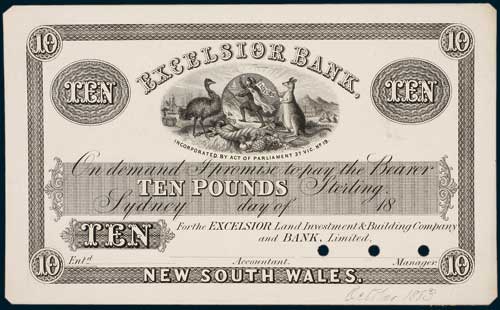 10 10
EXCELSIOR BANK,
TEN TEN
INCORPORATED BY ACT OF PARLIAMENT 37 VIC. Nº 19.
On demand I promise to pay the Bearer
TEN POUNDS Sterling.
Sydney day of 18
TEN For the EXCELSIOR Land Investment & Building Company
and BANK, Limited.
Entd. Accountant. Manager.
10 NEW SOUTH WALES. 10
October 1883